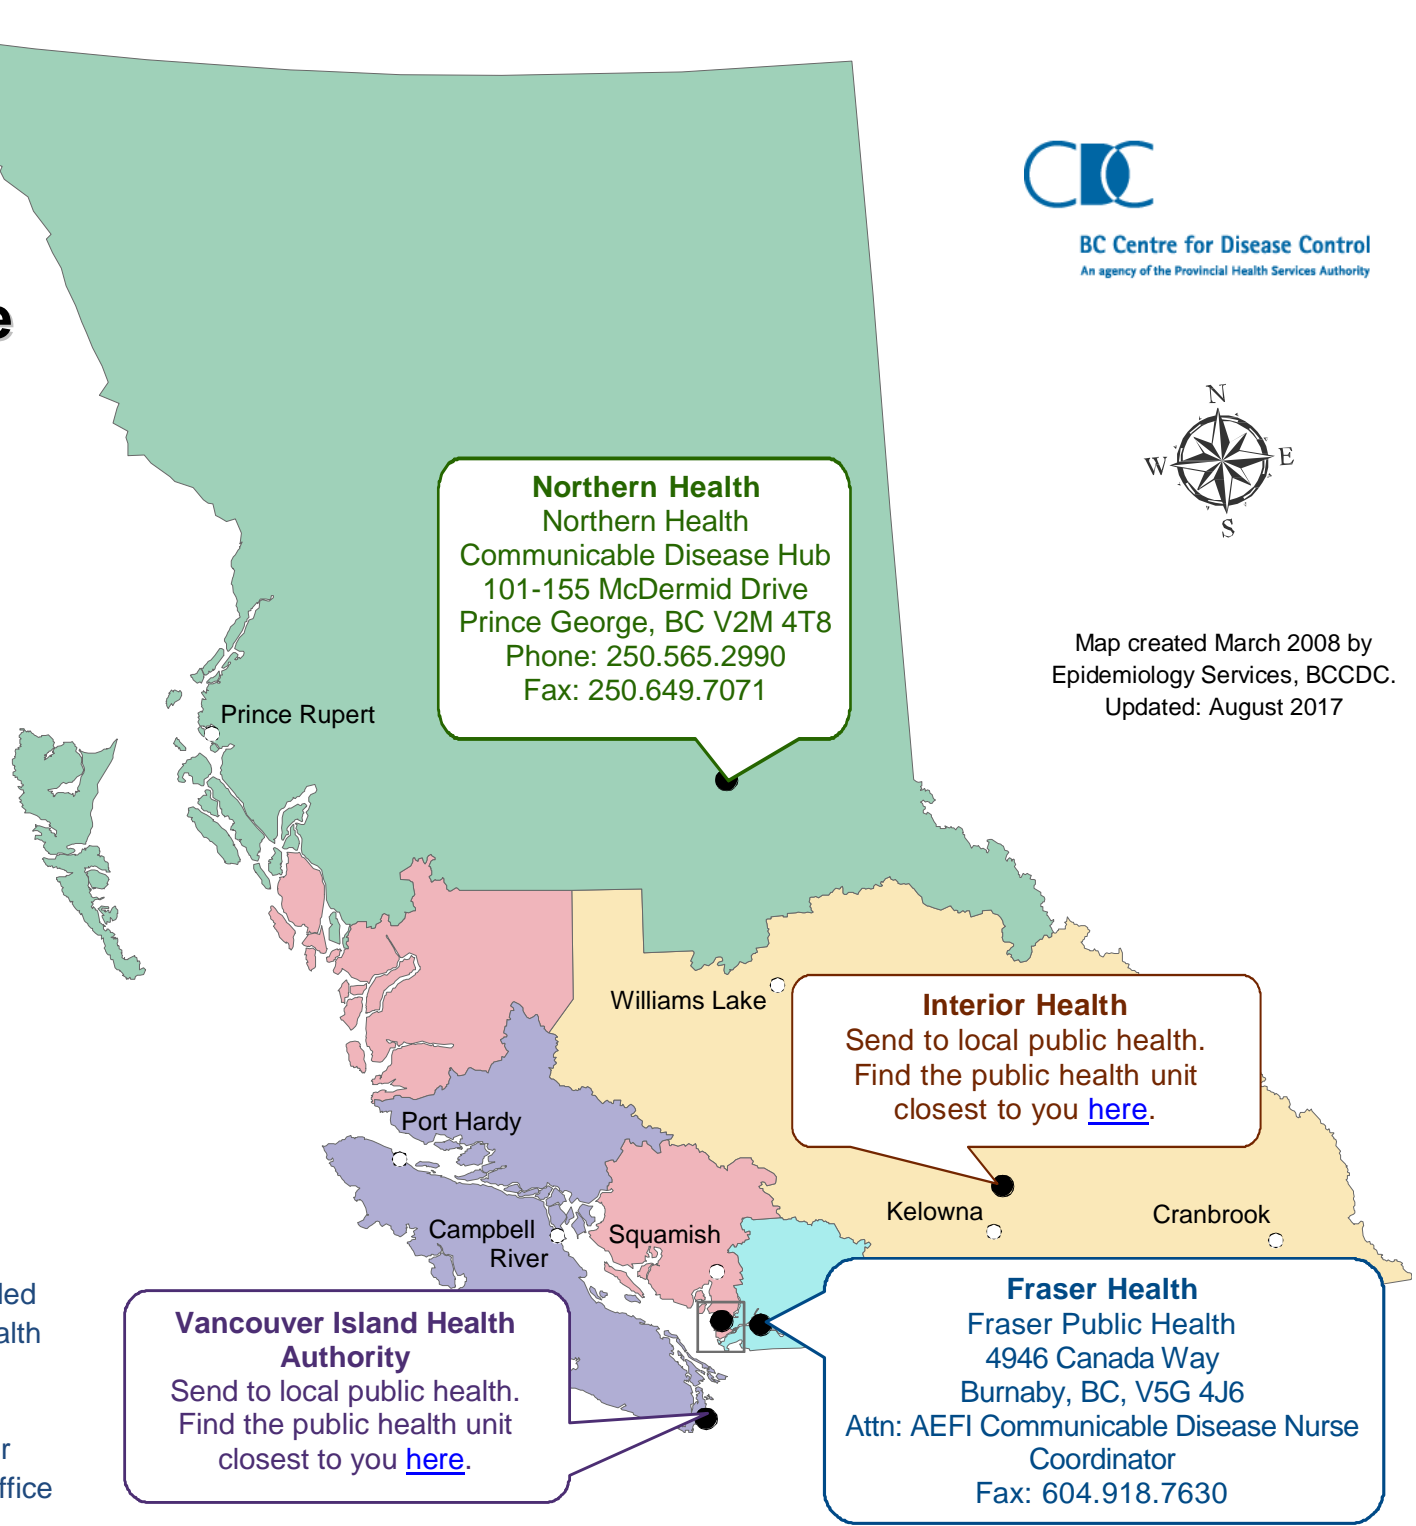 CDC
BC Centre for Disease Control
An agency of the Provincial Health Services Authority
e
N
W
E
S
Northern Health
Northern Health
Communicable Disease Hub
101-155 McDermid Drive
Prince George, BC V2M 4T8
Phone: 250.565.2990
Fax: 250.649.7071
Map created March 2008 by
Epidemiology Services, BCCDC.
Updated: August 2017
Prince Rupert
Williams Lake
Interior Health
Send to local public health.
Find the public health unit
closest to you here.
Port Hardy
Kelowna
Cranbrook
Campbell
River
Squamish
led
alth
r
ffice
Vancouver Island Health
Authority
Send to local public health.
Find the public health unit
closest to you here.
Fraser Health
Fraser Public Health
4946 Canada Way
Burnaby, BC, V5G 4J6
Attn: AEFI Communicable Disease Nurse
Coordinator
Fax: 604.918.7630